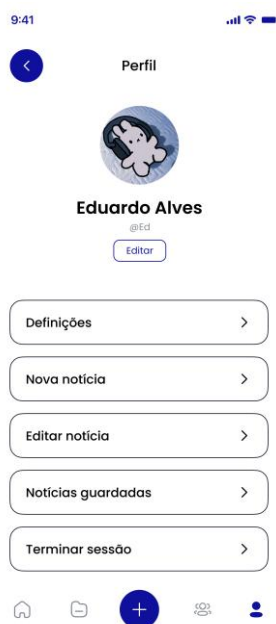 9:41
Perfil
Eduardo Alves
@Ed
Editar
Definições
Nova notícia
Editar notícia
Notícias guardadas
Terminar sessão